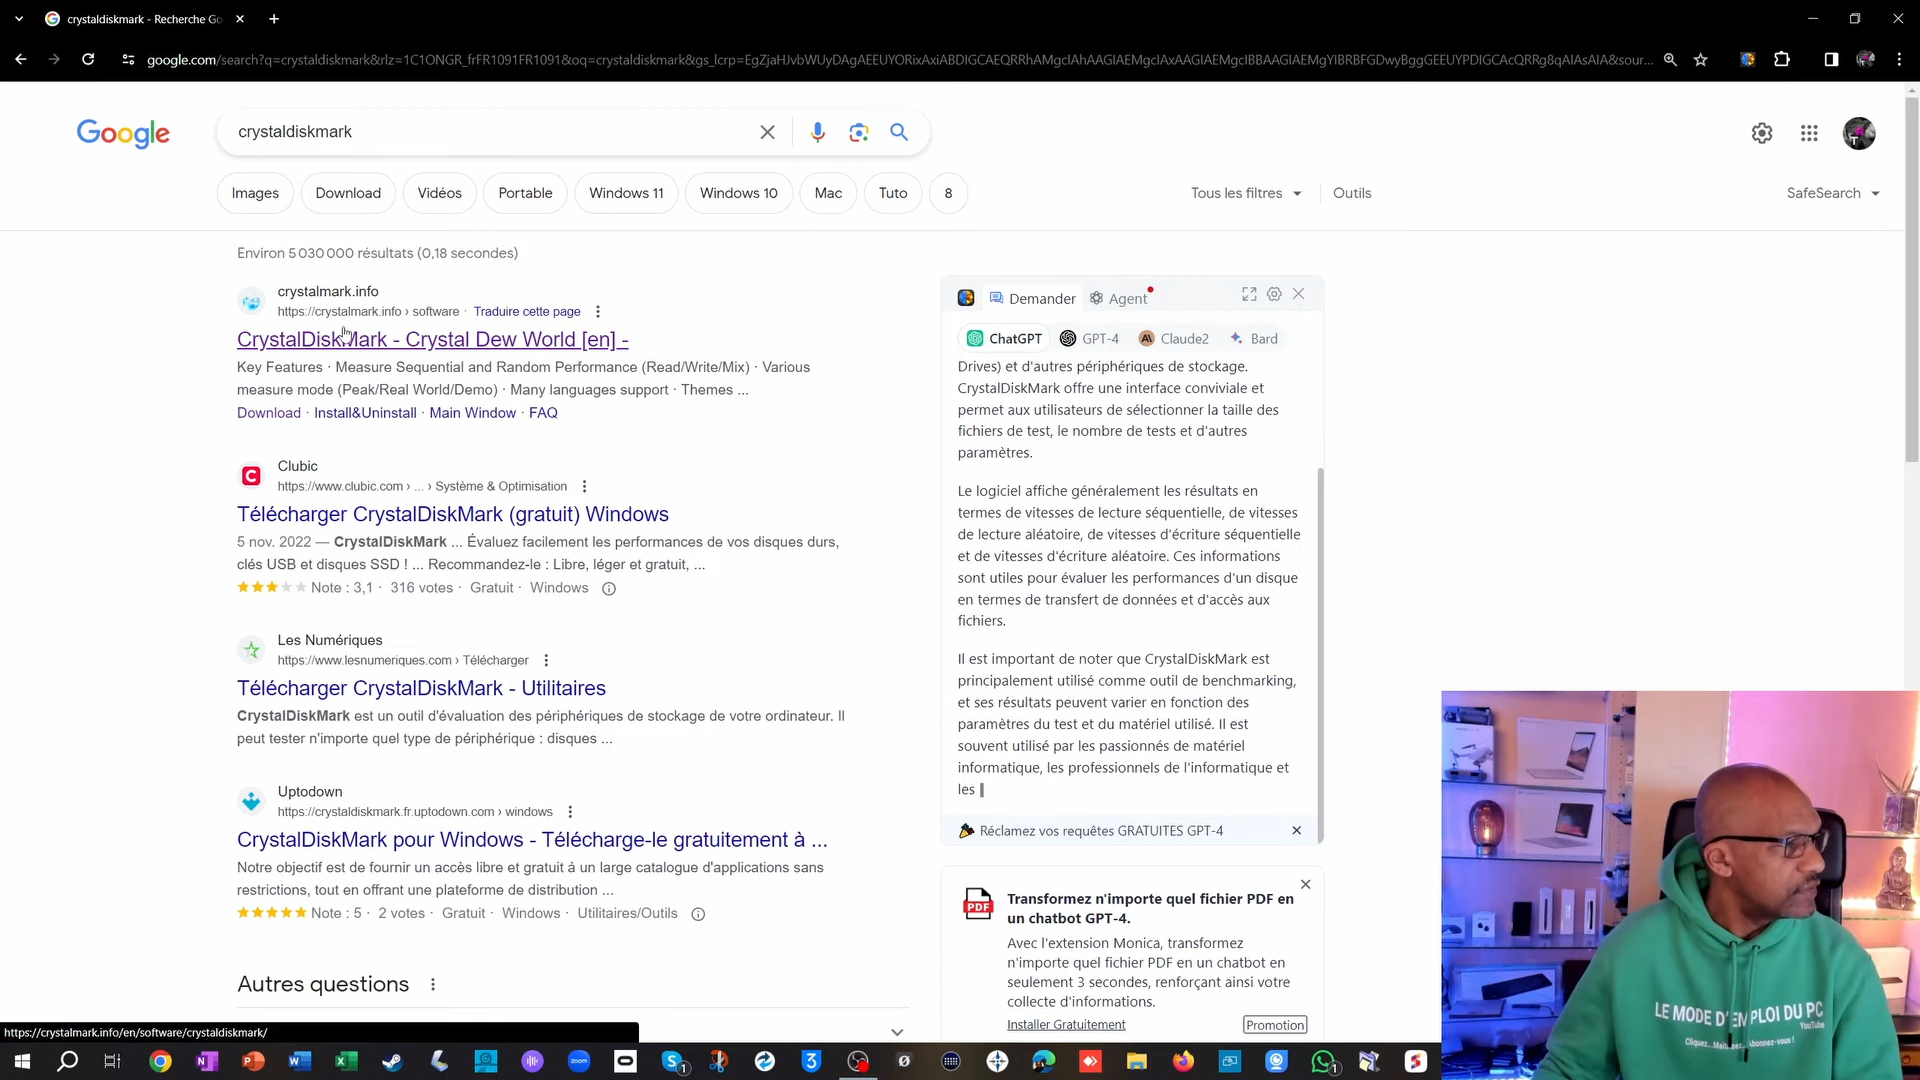 crystaldiskmark - Recherche Go
google.com/search?q=crystaldiskmark&rlz=1C1ONGR_frFR1091FR1091&oq=crystaldiskmark&gs_lcrp=EgZjaHJvbWUyDAgAEEUYORixAxiABDIGCAEQRRhAMgcIAhAAGIAEMgcIAxAAGIAEMgcIBBAAGIAEMgYIBRBFGDwyBggGEEUYPDIGCAcQRRg8qAIAsAIA&sour...
Google
crystaldiskmark
Images Download Vidéos Portable Windows 11 Windows 10 Mac Tuto 8 Tous les filtres Outils SafeSearch
Environ 5 030 000 résultats (0,18 secondes)
crystalmark.info
https://crystalmark.info › software · Traduire cette page
CrystalDiskMark - Crystal Dew World [en] -
Key Features · Measure Sequential and Random Performance (Read/Write/Mix) · Various
measure mode (Peak/Real World/Demo) · Many languages support · Themes ...
Download · Install&Uninstall · Main Window · FAQ
Clubic
https://www.clubic.com › ... › Système & Optimisation
Télécharger CrystalDiskMark (gratuit) Windows
5 nov. 2022 — CrystalDiskMark ... Évaluez facilement les performances de vos disques durs,
clés USB et disques SSD ! ... Recommandez-le : Libre, léger et gratuit, ...
Note : 3,1 · 316 votes · Gratuit · Windows
Les Numériques
https://www.lesnumeriques.com › Télécharger
Télécharger CrystalDiskMark - Utilitaires
CrystalDiskMark est un outil d'évaluation des périphériques de stockage de votre ordinateur. Il
peut tester n'importe quel type de périphérique : disques ...
Uptodown
https://crystaldiskmark.fr.uptodown.com › windows
CrystalDiskMark pour Windows - Télécharge-le gratuitement à ...
Notre objectif est de fournir un accès libre et gratuit à un large catalogue d'applications sans
restrictions, tout en offrant une plateforme de distribution ...
Note : 5 · 2 votes · Gratuit · Windows · Utilitaires/Outils
Autres questions
https://crystalmark.info/en/software/crystaldiskmark/
Demander Agent
ChatGPT GPT-4 Claude2 Bard
Drives) et d'autres périphériques de stockage.
CrystalDiskMark offre une interface conviviale et
permet aux utilisateurs de sélectionner la taille des
fichiers de test, le nombre de tests et d'autres
paramètres.
Le logiciel affiche généralement les résultats en
termes de vitesses de lecture séquentielle, de vitesses
de lecture aléatoire, de vitesses d'écriture séquentielle
et de vitesses d'écriture aléatoire. Ces informations
sont utiles pour évaluer les performances d'un disque
en termes de transfert de données et d'accès aux
fichiers.
Il est important de noter que CrystalDiskMark est
principalement utilisé comme outil de benchmarking,
et ses résultats peuvent varier en fonction des
paramètres du test et du matériel utilisé. Il est
souvent utilisé par les passionnés de matériel
informatique, les professionnels de l'informatique et
les
Réclamez vos requêtes GRATUITES GPT-4
PDF
Transformez n'importe quel fichier PDF en
un chatbot GPT-4.
Avec l'extension Monica, transformez
n'importe quel fichier PDF en un chatbot en
seulement 3 secondes, renforçant ainsi votre
collecte d'informations.
Installer Gratuitement Promotion
LE MODE D'EMPLOI DU PC
YouTube
Cliquez... Maîtrisez... Abonnez-vous !